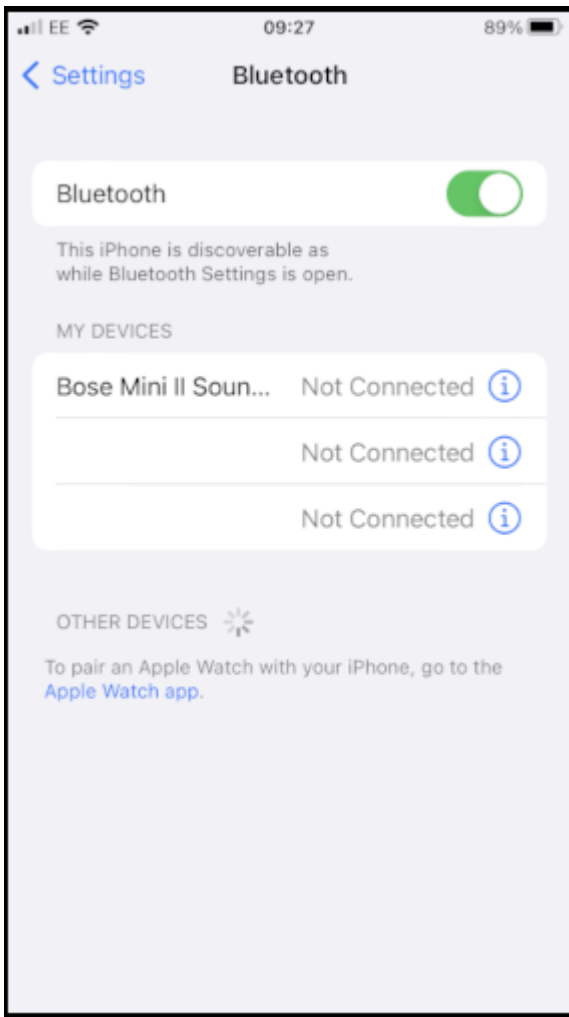 EE 09:27 89%
Settings Bluetooth
Bluetooth
This iPhone is discoverable as
while Bluetooth Settings is open.
MY DEVICES
Bose Mini II Soun... Not Connected
Not Connected
Not Connected
OTHER DEVICES
To pair an Apple Watch with your iPhone, go to the
Apple Watch app.